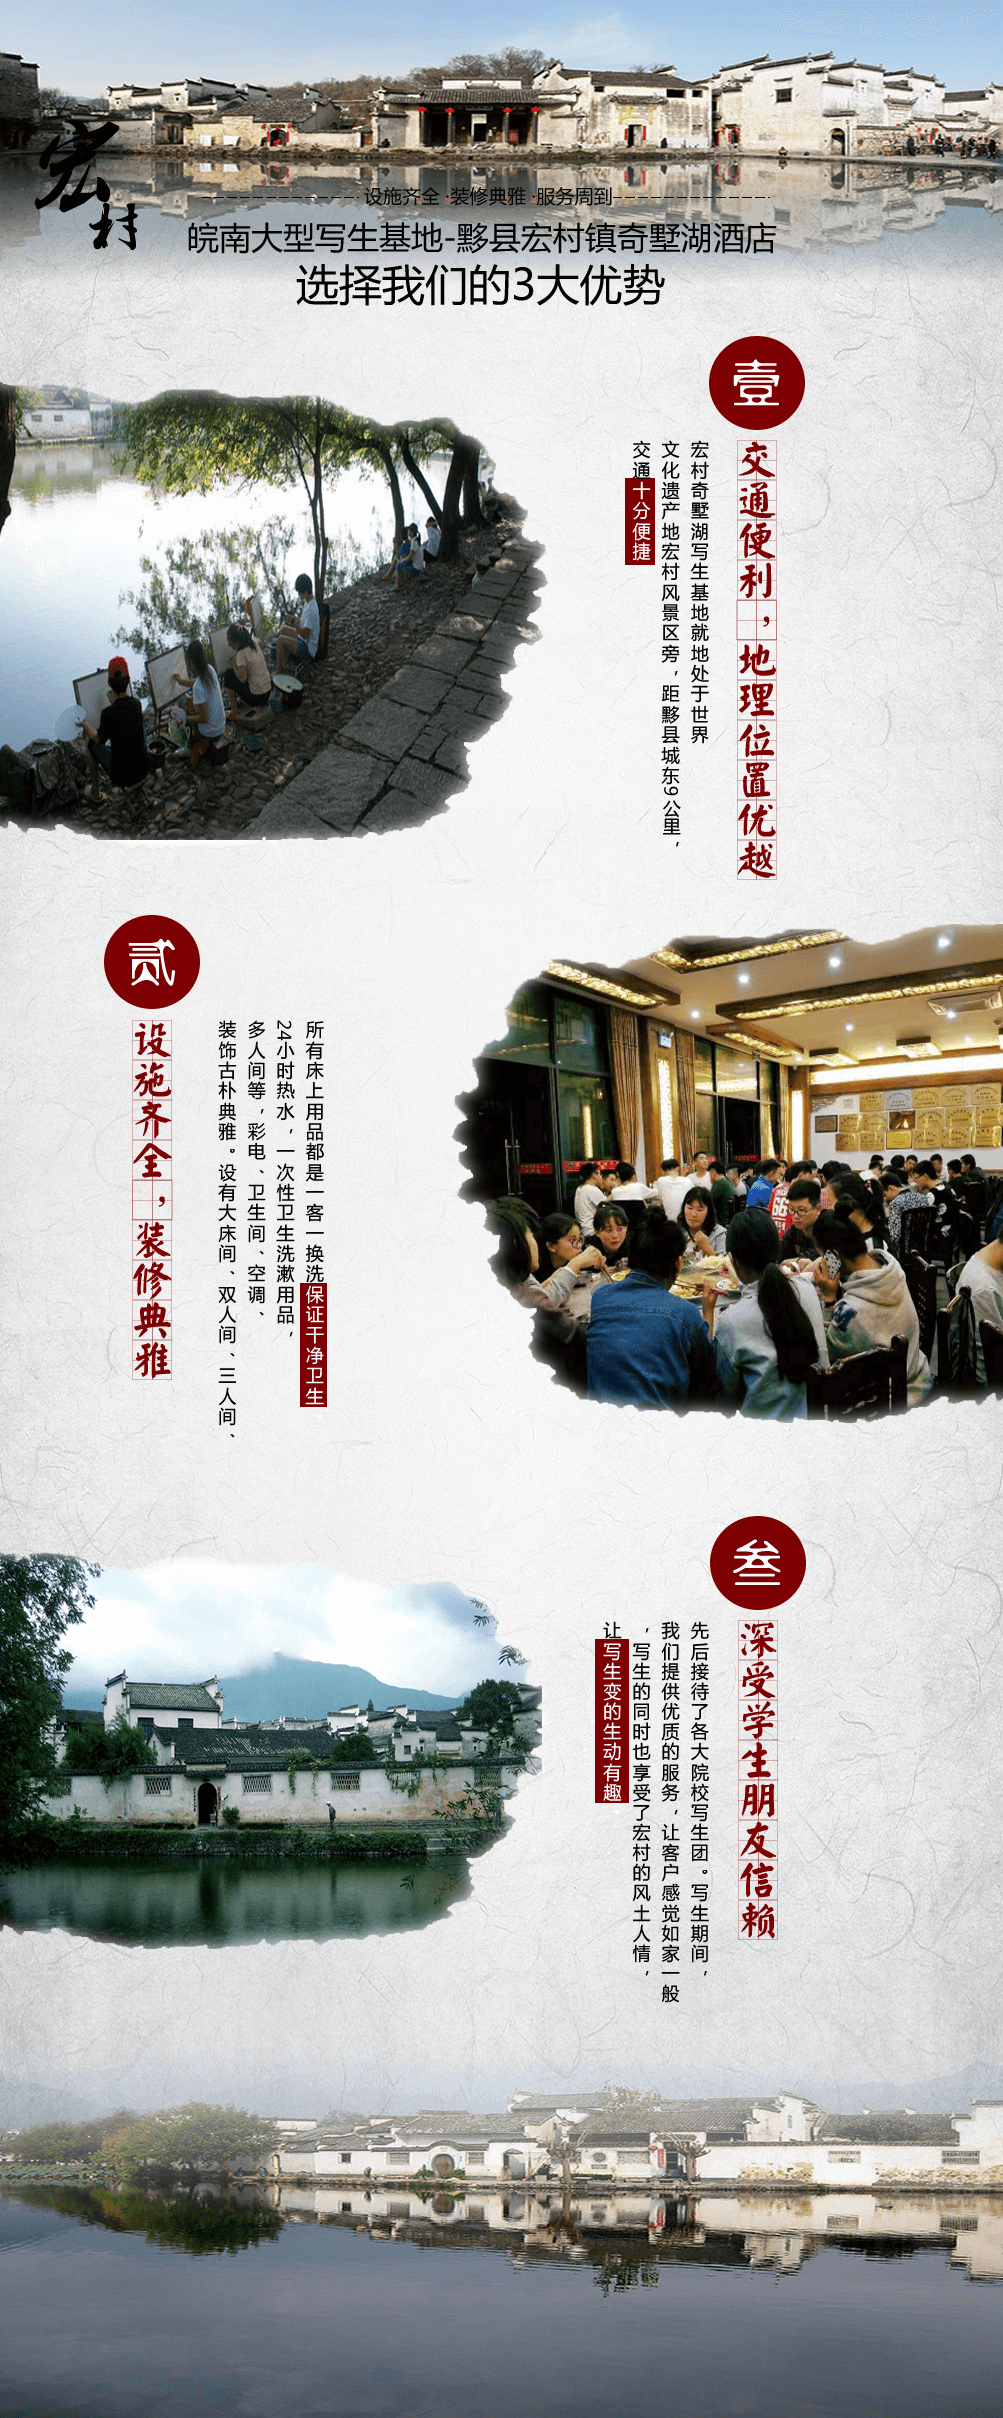 宏村
设施齐全·装修典雅·服务周到
皖南大型写生基地-黟县宏村镇奇墅湖酒店
选择我们的3大优势
壹
交通便利，地理位置优越
宏村奇墅湖写生基地就地处于世界
文化遗产地宏村风景区旁，距黟县城东9公里，
交通十分便捷
贰
设施齐全，装修典雅
所有床上用品都是一客一换洗保证干净卫生
24小时热水，一次性卫生洗漱用品，
多人间等，彩电、卫生间、空调、
装饰古朴典雅。设有大床间、双人间、三人间、
叁
深受学生朋友信赖
先后接待了各大院校写生团。写生期间，
我们提供优质的服务，让客户感觉如家一般
，写生的同时也享受了宏村的风土人情，
让写生变的生动有趣